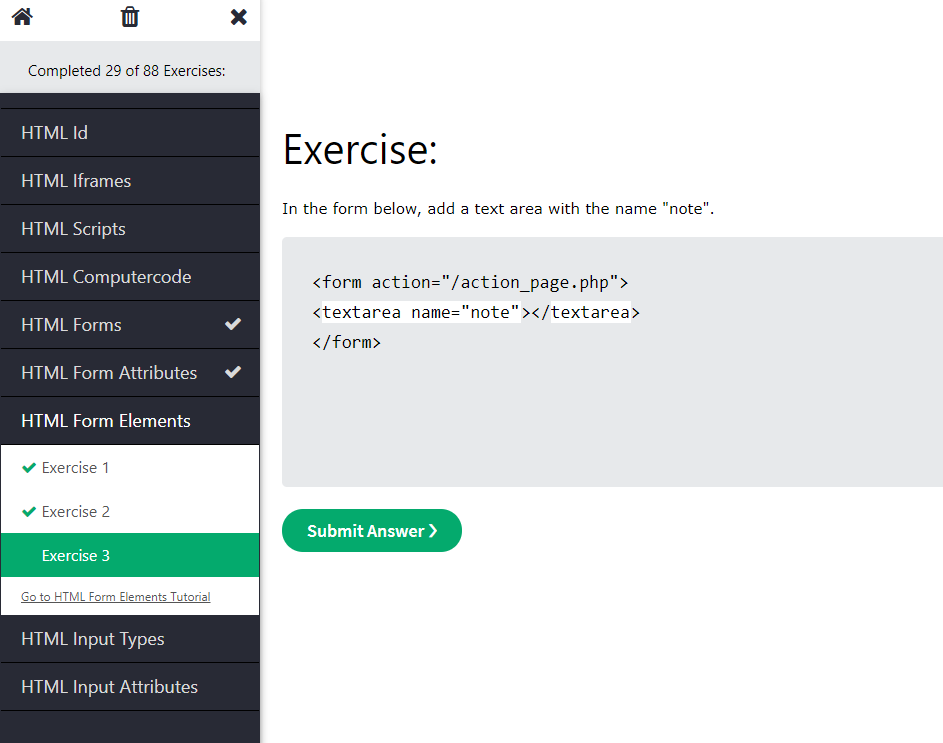 Completed 29 of 88 Exercises:
HTML Id
HTML Iframes
HTML Scripts
HTML Computercode
HTML Forms
HTML Form Attributes
HTML Form Elements
Exercise 1
Exercise 2
Exercise 3
Go to HTML Form Elements Tutorial
HTML Input Types
HTML Input Attributes
Exercise:
In the form below, add a text area with the name "note".
<form action="/action_page.php">
<textarea name="note"></textarea>
</form>
Submit Answer ❯